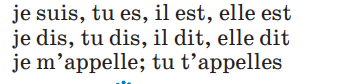 je suis, tu es, il est, elle est
je dis, tu dis, il dit, elle dit
je m’appelle; tu t’appelles